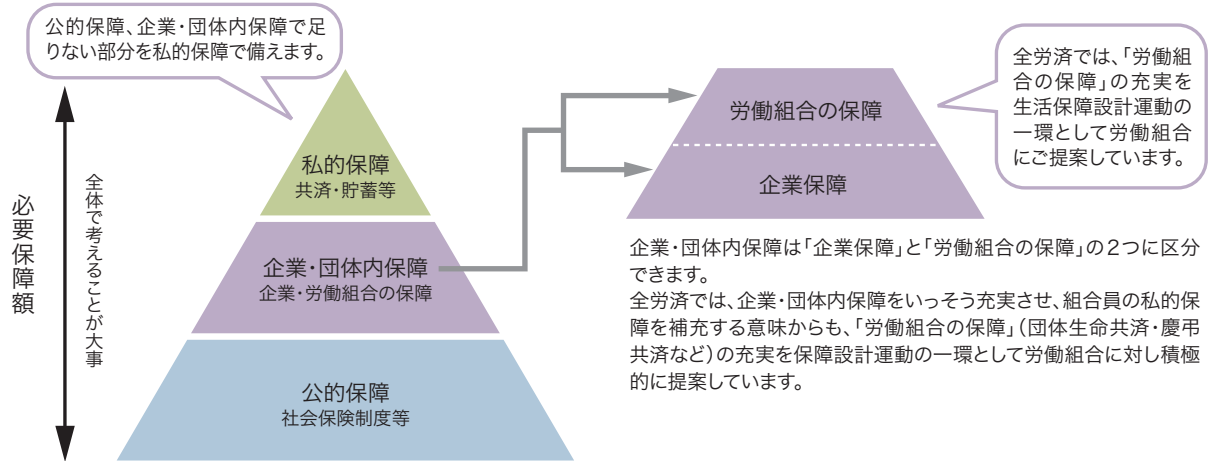 公的保障、企業・団体内保障で足
りない部分を私的保障で備えます。
必要保障額
全体で考えることが大事
私的保障
共済・貯蓄等
企業・団体内保障
企業・労働組合の保障
公的保障
社会保険制度等
労働組合の保障
企業保障
全労済では、「労働組
合の保障」の充実を
生活保障設計運動の
一環として労働組合
にご提案しています。
企業・団体内保障は「企業保障」と「労働組合の保障」の2つに区分
できます。
全労済では、企業・団体内保障をいっそう充実させ、組合員の私的保
障を補充する意味からも、「労働組合の保障」（団体生命共済・慶弔
共済など）の充実を保障設計運動の一環として労働組合に対し積極
的に提案しています。